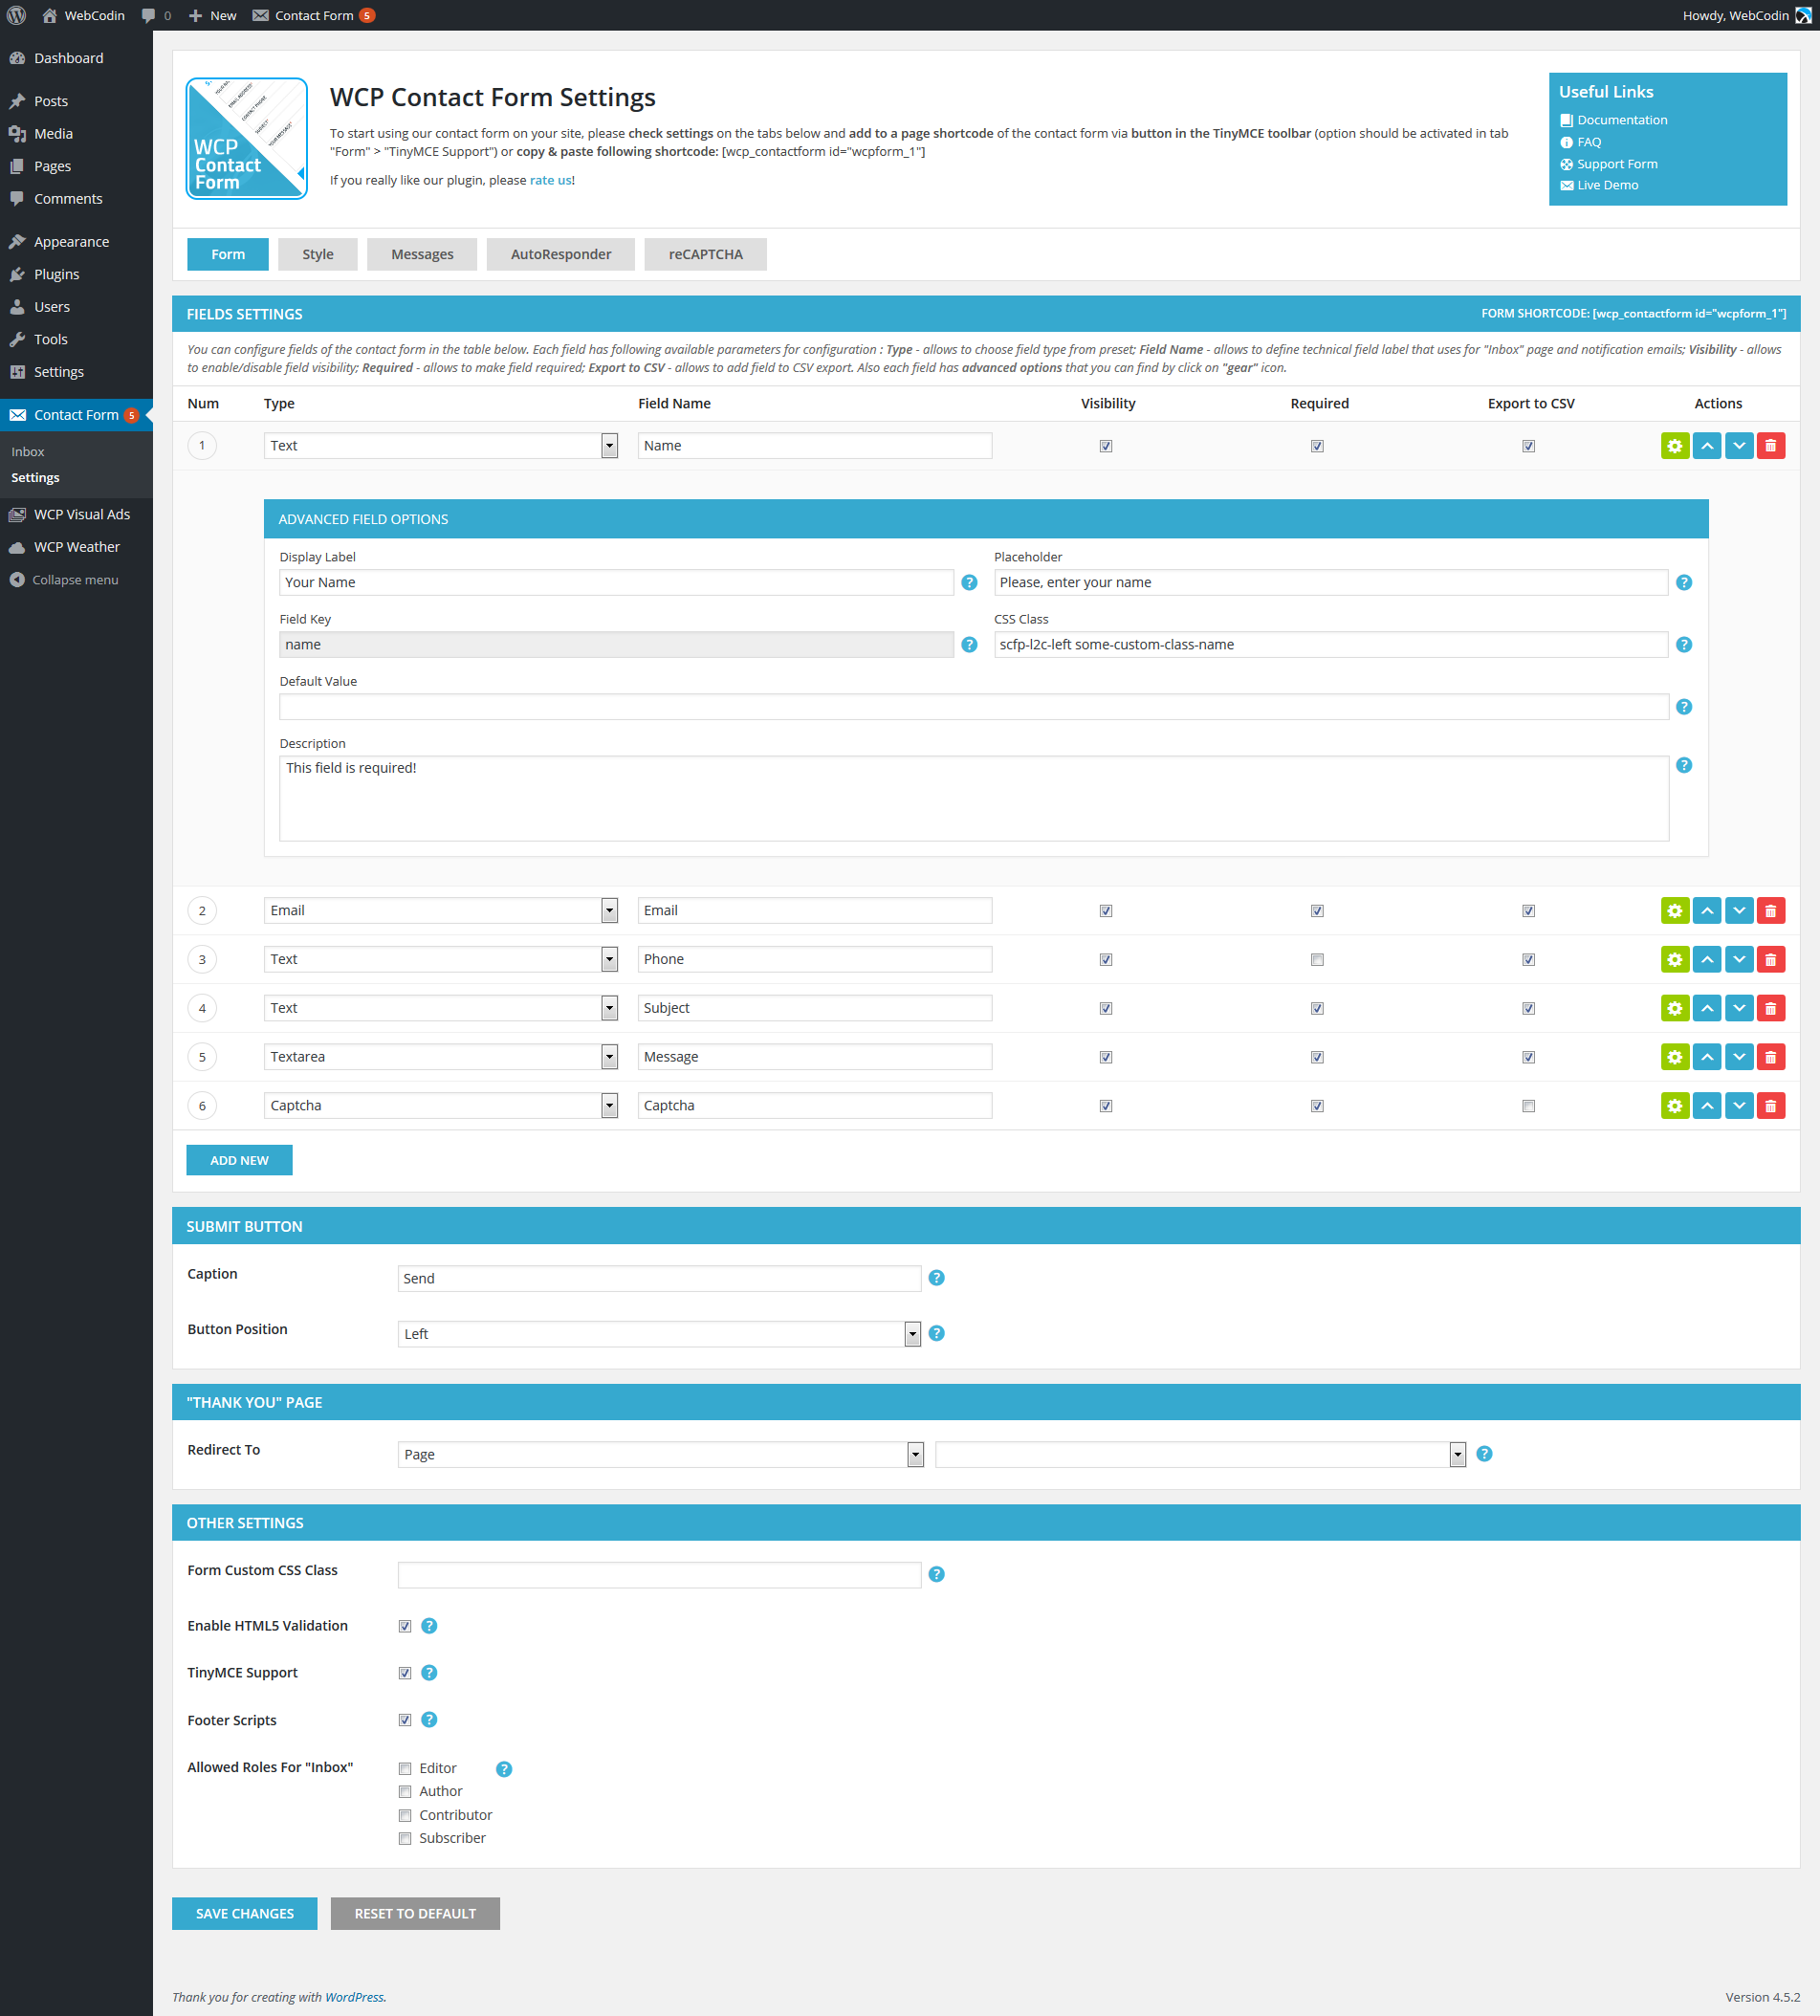 WebCodin 0 New Contact Form 5 Howdy, WebCodin
Dashboard
Posts
Media
Pages
Comments
Appearance
Plugins
Users
Tools
Settings
Contact Form 5
Inbox
Settings
WCP Visual Ads
WCP Weather
Collapse menu
WCP
Contact
Form
EMAIL ADDRESS*
CONTACT PHONE
SUBJECT*
YOUR MESSAGE*
WCP Contact Form Settings
To start using our contact form on your site, please check settings on the tabs below and add to a page shortcode of the contact form via button in the TinyMCE toolbar (option should be activated in tab
"Form" > "TinyMCE Support") or copy & paste following shortcode: [wcp_contactform id="wcpform_1"]
If you really like our plugin, please rate us!
Useful Links
Documentation
FAQ
Support Form
Live Demo
Form Style Messages AutoResponder reCAPTCHA
FIELDS SETTINGS FORM SHORTCODE: [wcp_contactform id="wcpform_1"]
You can configure fields of the contact form in the table below. Each field has following available parameters for configuration : Type - allows to choose field type from preset; Field Name - allows to define technical field label that uses for "Inbox" page and notification emails; Visibility - allows
to enable/disable field visibility; Required - allows to make field required; Export to CSV - allows to add field to CSV export. Also each field has advanced options that you can find by click on "gear" icon.
Num Type Field Name Visibility Required Export to CSV Actions
1 Text Name
ADVANCED FIELD OPTIONS
Display Label Placeholder
Your Name ? Please, enter your name ?
Field Key CSS Class
name ? scfp-l2c-left some-custom-class-name ?
Default Value
?
Description
This field is required! ?
2 Email Email
3 Text Phone
4 Text Subject
5 Textarea Message
6 Captcha Captcha
ADD NEW
SUBMIT BUTTON
Caption Send ?
Button Position Left ?
"THANK YOU" PAGE
Redirect To Page ?
OTHER SETTINGS
Form Custom CSS Class ?
Enable HTML5 Validation ?
TinyMCE Support ?
Footer Scripts ?
Allowed Roles For "Inbox" Editor ?
Author
Contributor
Subscriber
SAVE CHANGES RESET TO DEFAULT
Thank you for creating with WordPress. Version 4.5.2